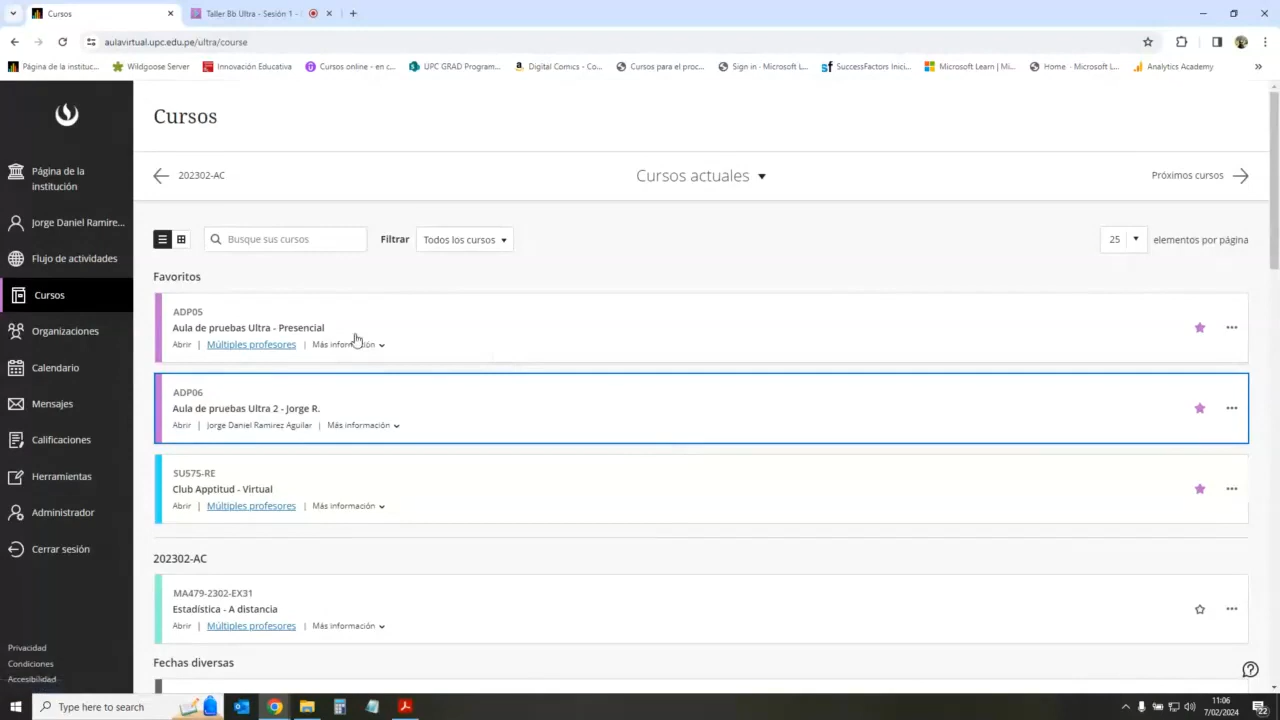 Cursos
Taller Bb Ultra - Sesión 1 -
aulavirtual.upc.edu.pe/ultra/course
Página de la instituc...
Wildgoose Server
Innovación Educativa
Cursos online - en c...
UPC GRAD Program...
Digital Comics - Co...
Cursos para el proc...
Sign in - Microsoft L...
SuccessFactors Inici...
Microsoft Learn | Mi...
Home - Microsoft L...
Analytics Academy
Página de la
institución
Jorge Daniel Ramire...
Flujo de actividades
Cursos
Organizaciones
Calendario
Mensajes
Calificaciones
Herramientas
Administrador
Cerrar sesión
Privacidad
Condiciones
Accesibilidad
Cursos
202302-AC
Cursos actuales
Próximos cursos
Busque sus cursos
Filtrar
Todos los cursos
25
elementos por página
Favoritos
ADP05
Aula de pruebas Ultra - Presencial
Abrir | Múltiples profesores | Más información
ADP06
Aula de pruebas Ultra 2 - Jorge R.
Abrir | Jorge Daniel Ramirez Aguilar | Más información
SU575-RE
Club Apptitud - Virtual
Abrir | Múltiples profesores | Más información
202302-AC
MA479-2302-EX31
Estadística - A distancia
Abrir | Múltiples profesores | Más información
Fechas diversas
Type here to search
11:06
7/02/2024
22